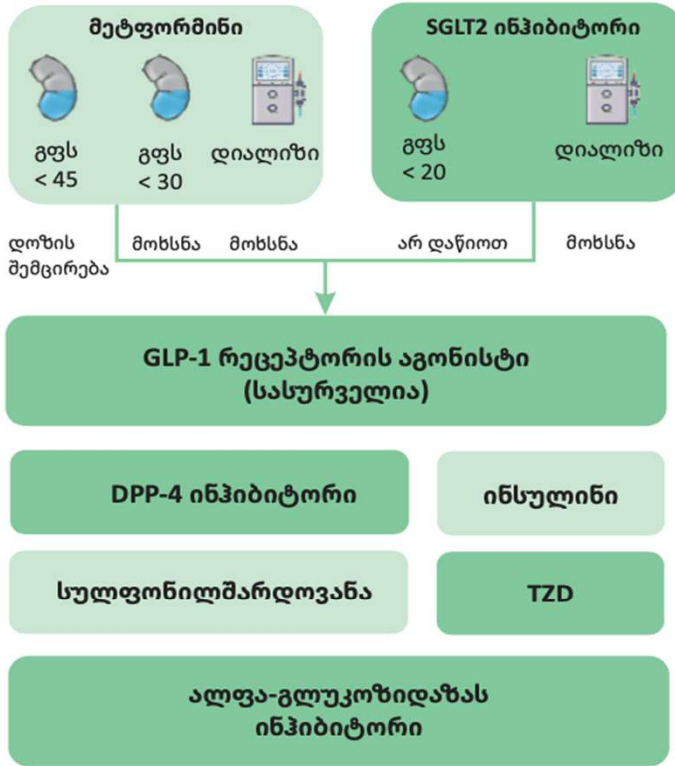 მეტფორმინი
გფს
< 45
გფს
< 30
დიალიზი
SGLT2 ინჰიბიტორი
გფს
< 20
დიალიზი
დოზის
შემცირება
მოხსნა
მოხსნა
არ დაწიოთ
მოხსნა
GLP-1 რეცეპტორის აგონისტი
(სასურველია)
DPP-4 ინჰიბიტორი
ინსულინი
სულფონილშარდოვანა
TZD
ალფა-გლუკოზიდაზას
ინჰიბიტორი